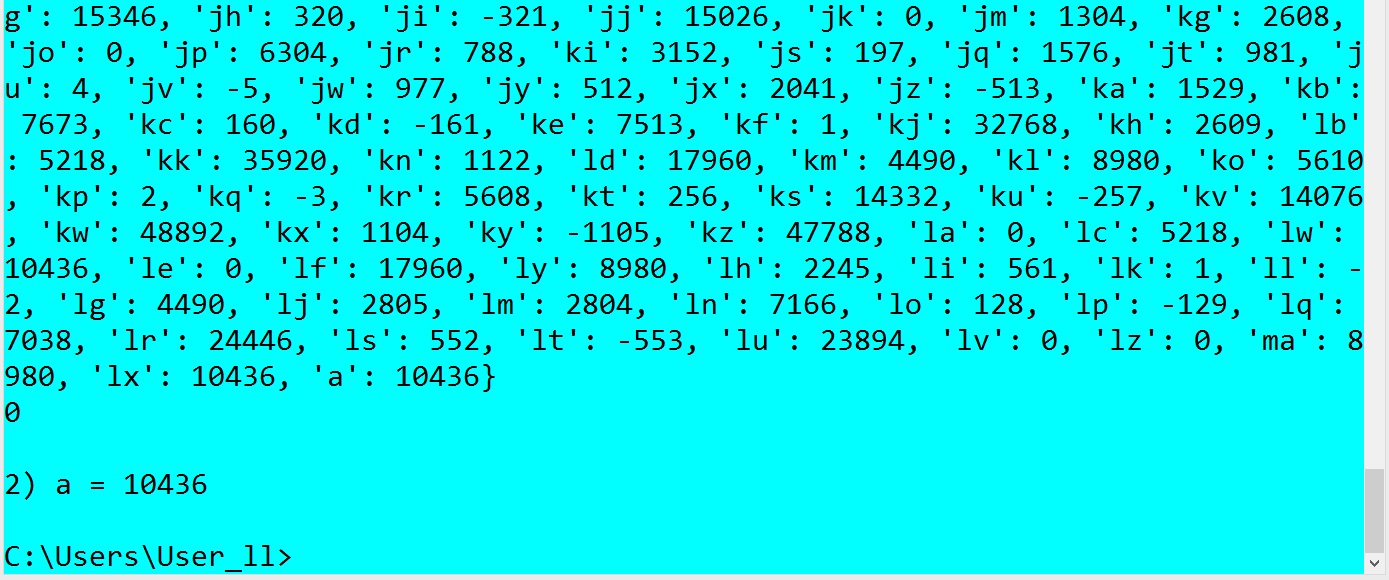 g': 15346, 'jh': 320, 'ji': -321, 'jj': 15026, 'jk': 0, 'jm': 1304, 'kg': 2608,
'jo': 0, 'jp': 6304, 'jr': 788, 'ki': 3152, 'js': 197, 'jq': 1576, 'jt': 981, 'j
u': 4, 'jv': -5, 'jw': 977, 'jy': 512, 'jx': 2041, 'jz': -513, 'ka': 1529, 'kb':
 7673, 'kc': 160, 'kd': -161, 'ke': 7513, 'kf': 1, 'kj': 32768, 'kh': 2609, 'lb'
: 5218, 'kk': 35920, 'kn': 1122, 'ld': 17960, 'km': 4490, 'kl': 8980, 'ko': 5610
, 'kp': 2, 'kq': -3, 'kr': 5608, 'kt': 256, 'ks': 14332, 'ku': -257, 'kv': 14076
, 'kw': 48892, 'kx': 1104, 'ky': -1105, 'kz': 47788, 'la': 0, 'lc': 5218, 'lw':
10436, 'le': 0, 'lf': 17960, 'ly': 8980, 'lh': 2245, 'li': 561, 'lk': 1, 'll': -
2, 'lg': 4490, 'lj': 2805, 'lm': 2804, 'ln': 7166, 'lo': 128, 'lp': -129, 'lq':
7038, 'lr': 24446, 'ls': 552, 'lt': -553, 'lu': 23894, 'lv': 0, 'lz': 0, 'ma': 8
980, 'lx': 10436, 'a': 10436}
0
2) a = 10436
C:\Users\User_ll>